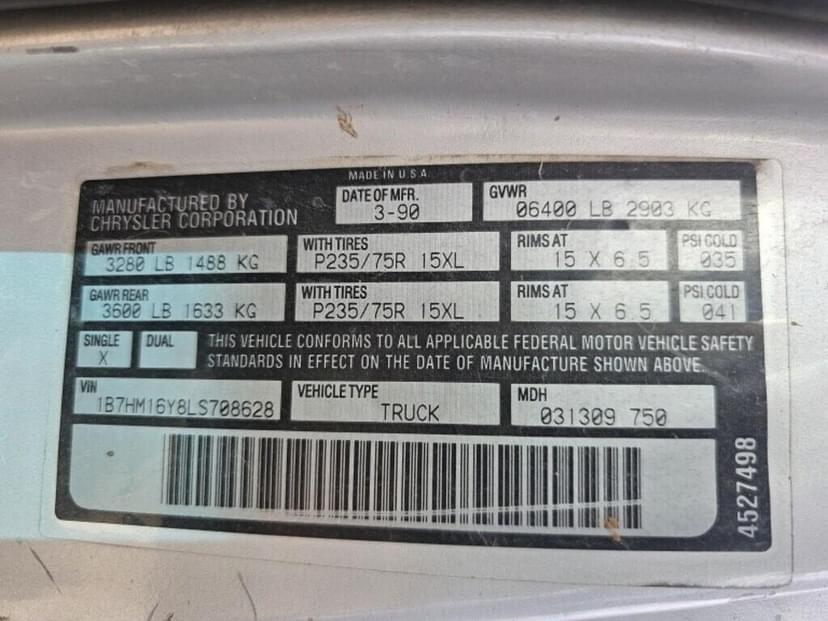 MADE IN U S A
MANUFACTURED BY
CHRYSLER CORPORATION
DATE OF MFR.
3-90
GVWR
06400 LB 2903 KG
GAWR FRONT
3280 LB 1488 KG
WITH TIRES
P235/75R 15XL
RIMS AT
15 X 6.5
PSI COLD
035
GAWR REAR
3600 LB 1633 KG
WITH TIRES
P235/75R 15XL
RIMS AT
15 X 6.5
PSI COLD
041
SINGLE
X
DUAL
THIS VEHICLE CONFORMS TO ALL APPLICABLE FEDERAL MOTOR VEHICLE SAFETY
STANDARDS IN EFFECT ON THE DATE OF MANUFACTURE SHOWN ABOVE.
VIN
1B7HM16Y8LS708628
VEHICLE TYPE
TRUCK
MDH
031309 750
4527498